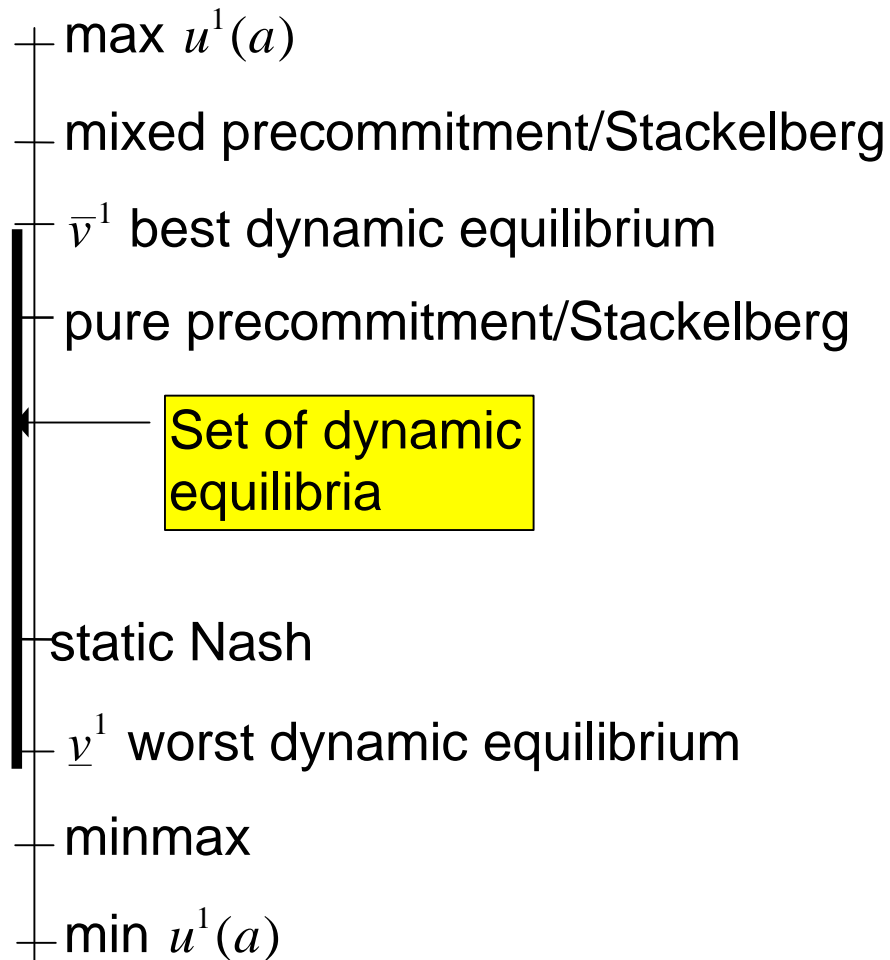 max u¹(a)
mixed precommitment/Stackelberg
v̅¹ best dynamic equilibrium
pure precommitment/Stackelberg
Set of dynamic
equilibria
static Nash
v̲¹ worst dynamic equilibrium
minmax
min u¹(a)